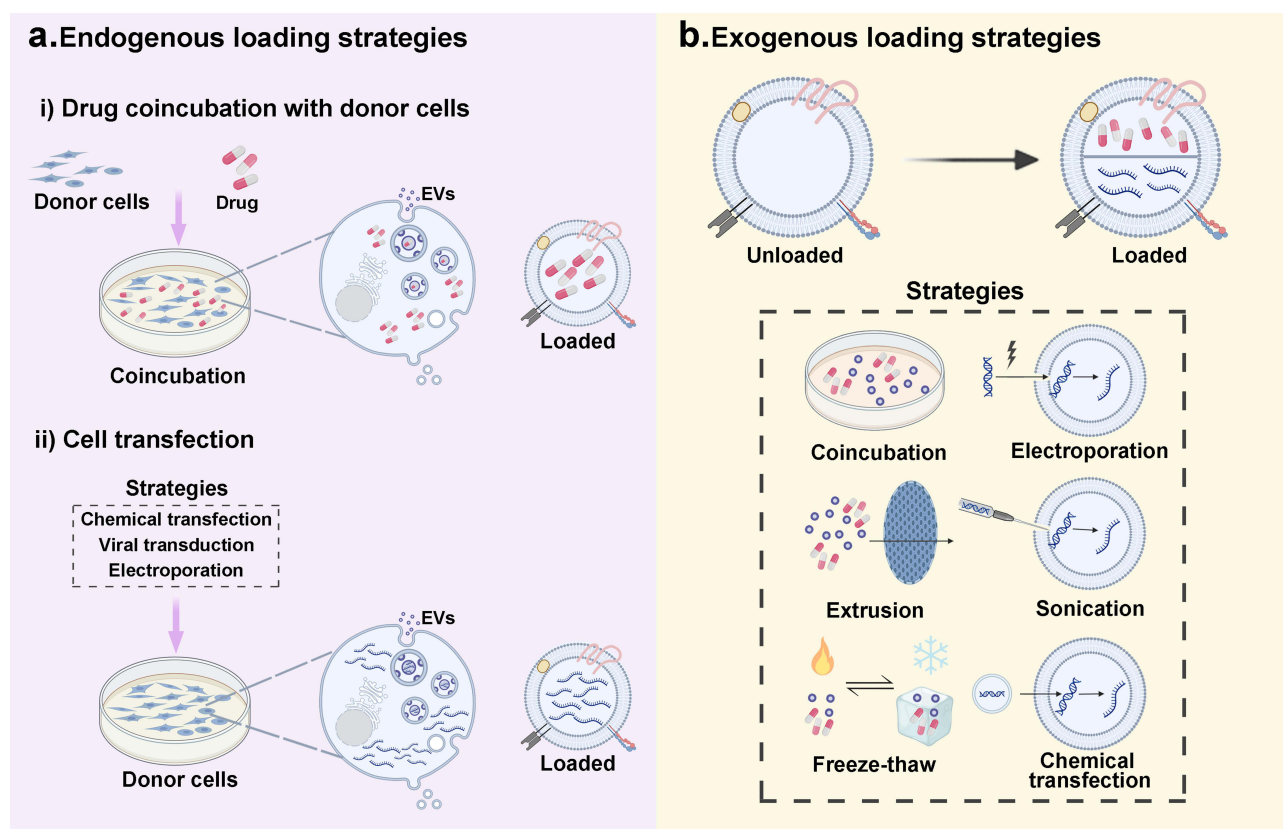 a.Endogenous loading strategies
i) Drug coincubation with donor cells
Donor cells
Drug
EVs
Coincubation
Loaded
ii) Cell transfection
Strategies
Chemical transfection
Viral transduction
Electroporation
EVs
Donor cells
Loaded
b.Exogenous loading strategies
Unloaded
Loaded
Strategies
Coincubation
Electroporation
Extrusion
Sonication
Freeze-thaw
Chemical
transfection